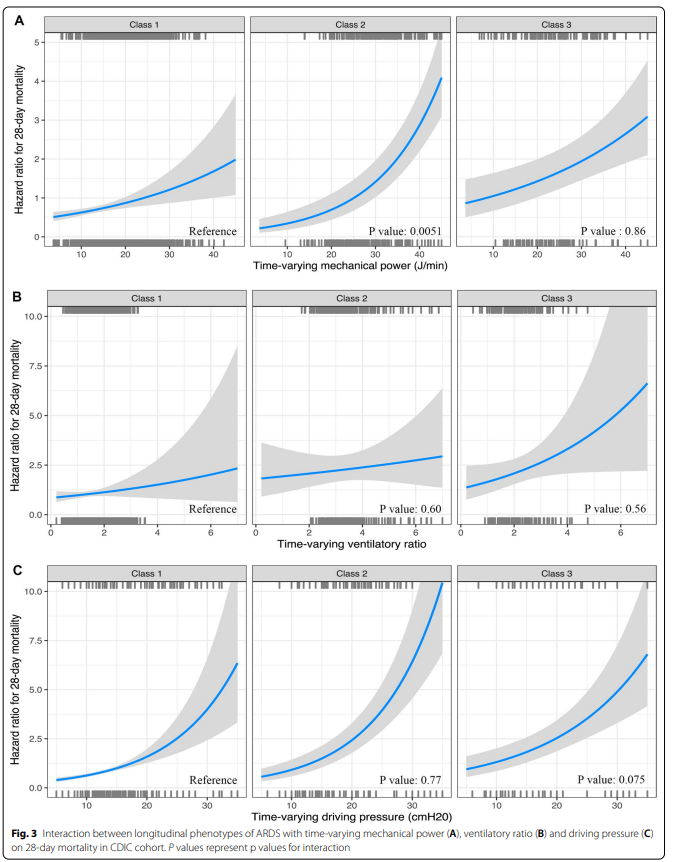 A
Class 1
Class 2
Class 3
Hazard ratio for 28-day mortality
5
4
3
2
1
0
Reference
P value: 0.0051
P value : 0.86
10 20 30 40
10 20 30 40
10 20 30 40
Time-varying mechanical power (J/min)
B
Class 1
Class 2
Class 3
Hazard ratio for 28-day mortality
10.0
7.5
5.0
2.5
0.0
Reference
P value: 0.60
P value: 0.56
0 2 4 6
0 2 4 6
0 2 4 6
Time-varying ventilatory ratio
C
Class 1
Class 2
Class 3
Hazard ratio for 28-day mortality
10.0
7.5
5.0
2.5
0.0
Reference
P value: 0.77
P value: 0.075
10 20 30
10 20 30
10 20 30
Time-varying driving pressure (cmH20)
Fig. 3 Interaction between longitudinal phenotypes of ARDS with time-varying mechanical power (A), ventilatory ratio (B) and driving pressure (C)
on 28-day mortality in CDIC cohort. P values represent p values for interaction